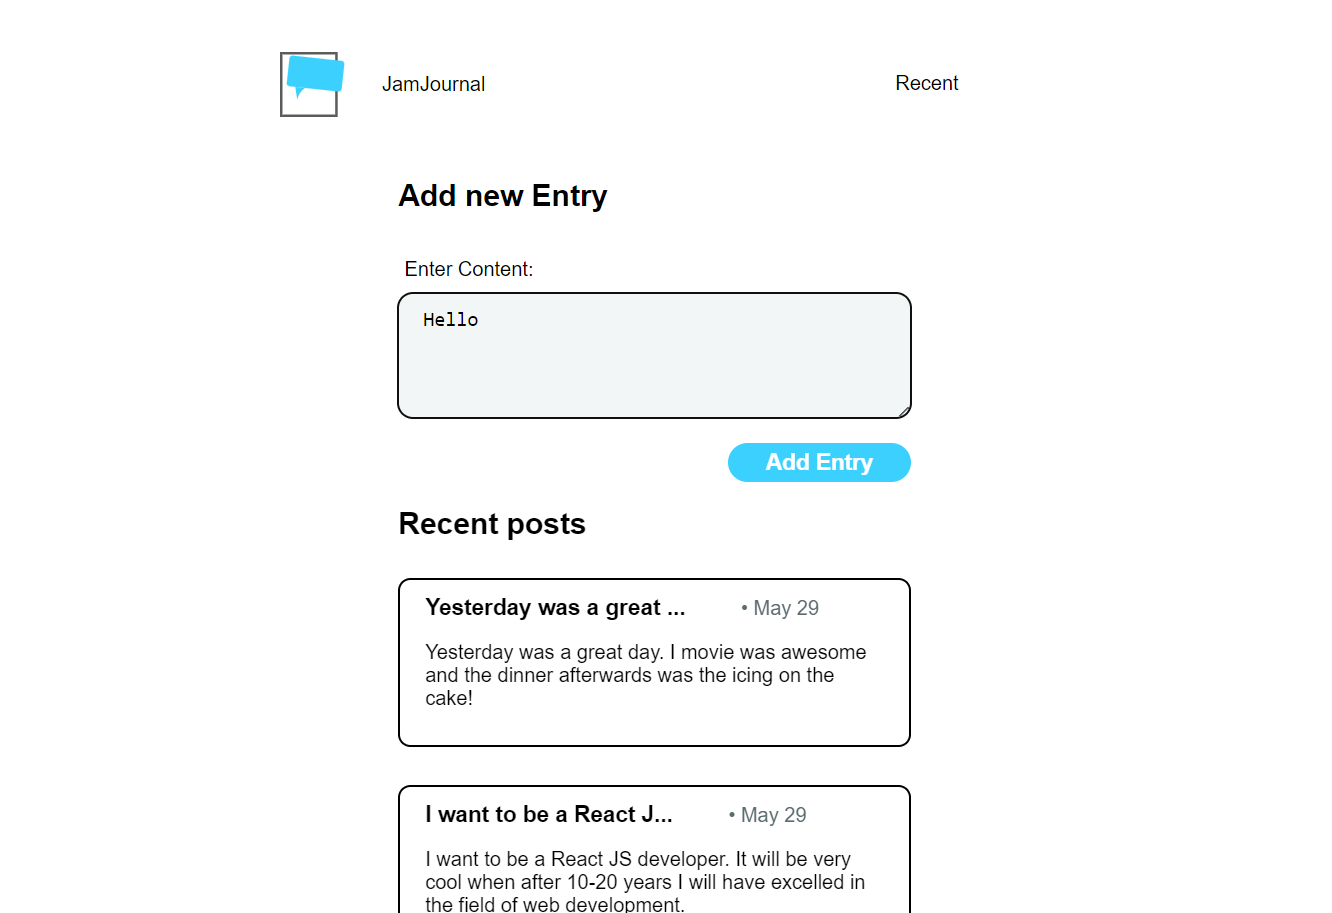 JamJournal
Recent
Add new Entry
Enter Content:
Hello
Add Entry
Recent posts
Yesterday was a great ... • May 29
Yesterday was a great day. I movie was awesome
and the dinner afterwards was the icing on the
cake!
I want to be a React J... • May 29
I want to be a React JS developer. It will be very
cool when after 10-20 years I will have excelled in
the field of web development.